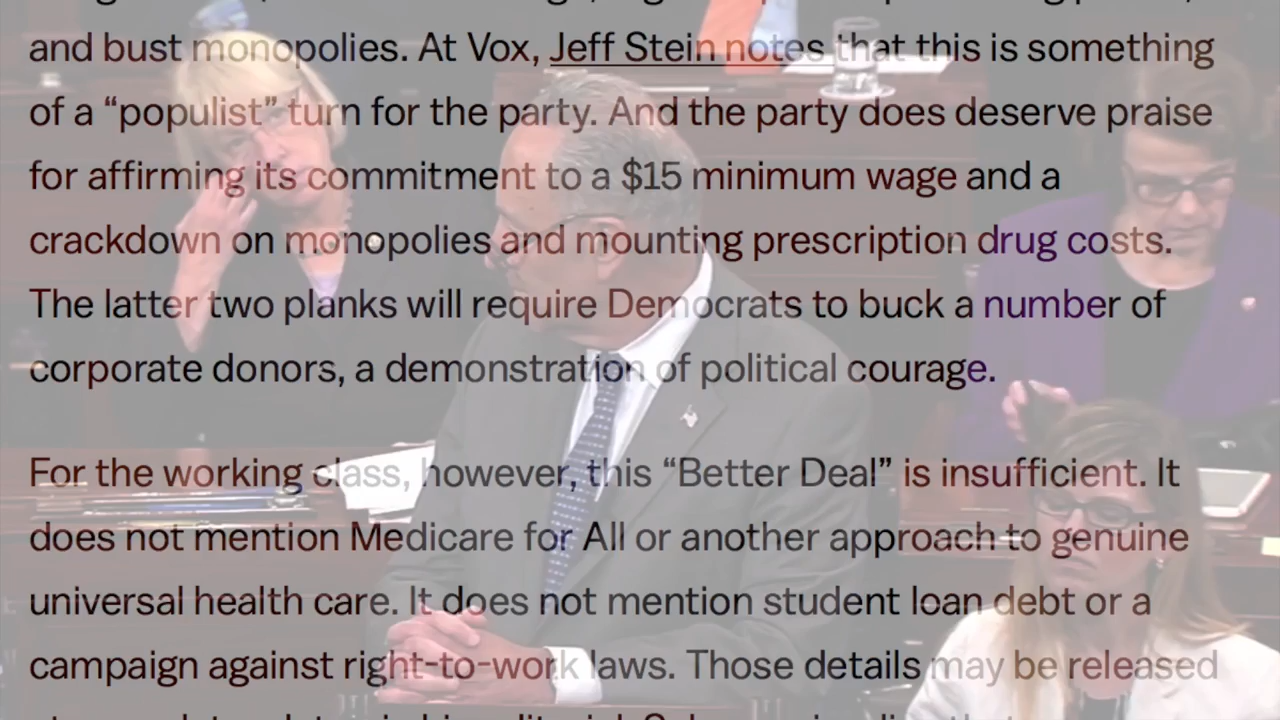 and bust monopolies. At Vox, Jeff Stein notes that this is something
of a “populist” turn for the party. And the party does deserve praise
for affirming its commitment to a $15 minimum wage and a
crackdown on monopolies and mounting prescription drug costs.
The latter two planks will require Democrats to buck a number of
corporate donors, a demonstration of political courage.
For the working class, however, this “Better Deal” is insufficient. It
does not mention Medicare for All or another approach to genuine
universal health care. It does not mention student loan debt or a
campaign against right-to-work laws. Those details may be released